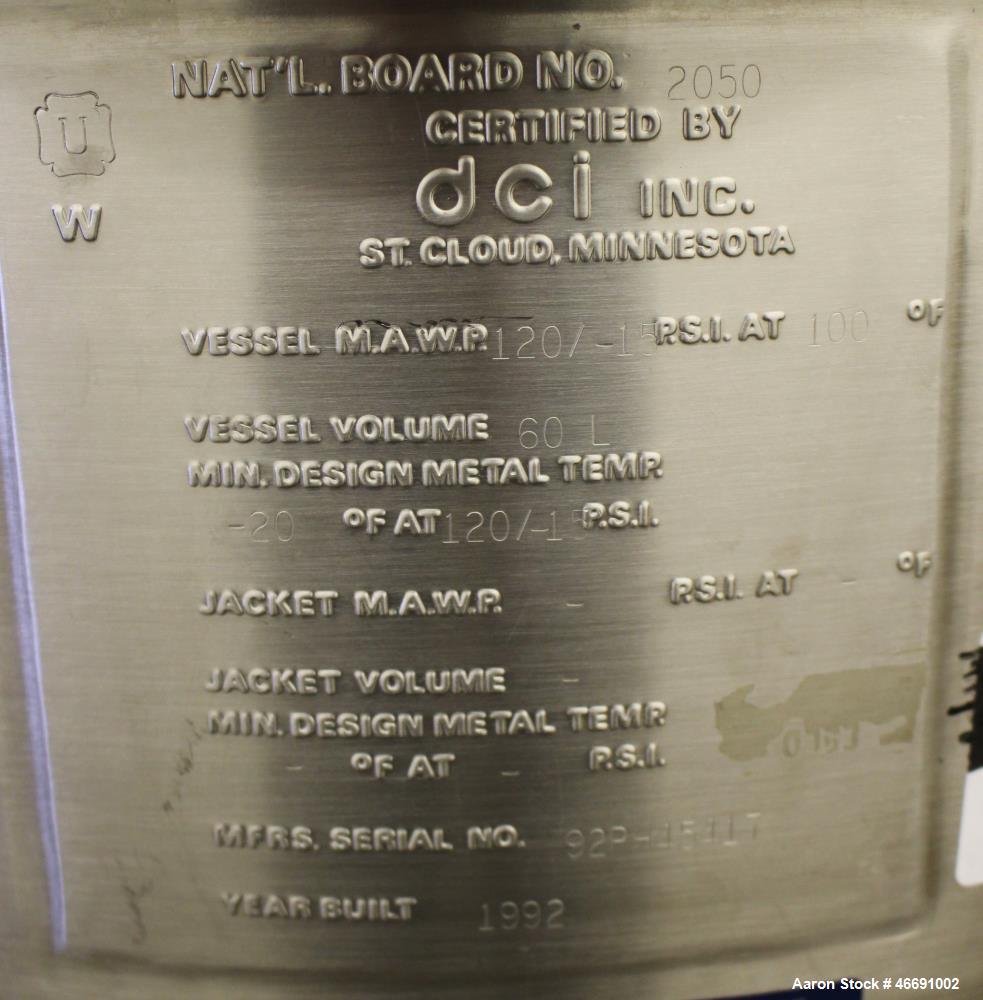 NAT'L. BOARD NO. 2050
U
CERTIFIED BY
W
dci INC.
ST. CLOUD, MINNESOTA
VESSEL M.A.W.P. 120/-15 P.S.I. AT 100 °F
VESSEL VOLUME 60 L
MIN. DESIGN METAL TEMP.
-20 °F AT 120/-15 P.S.I.
JACKET M.A.W.P. - P.S.I. AT - °F
JACKET VOLUME -
MIN. DESIGN METAL TEMP.
- °F AT - P.S.I.
MFRS. SERIAL NO.
YEAR BUILT 1992
Aaron Stock # 46691002